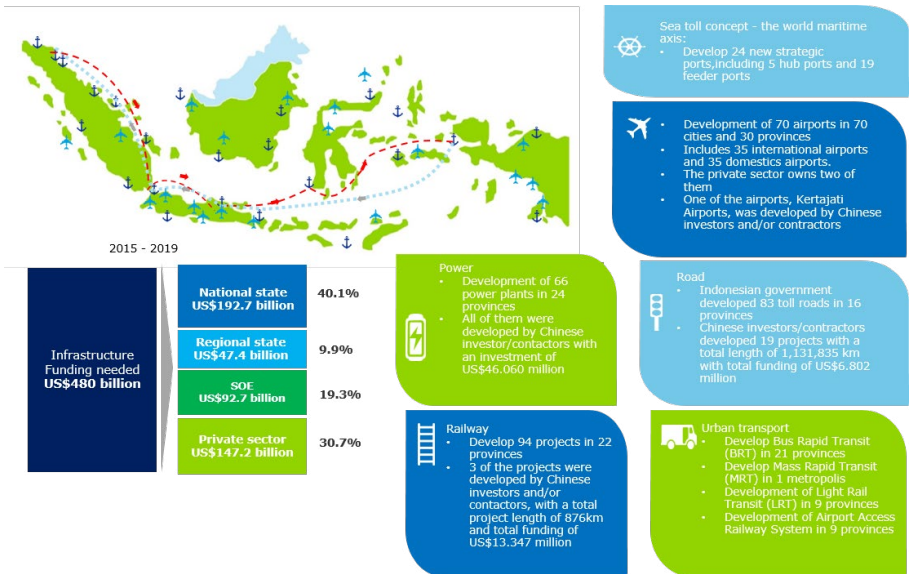 2015 - 2019
Infrastructure
Funding needed
US$480 billion
National state
US$192.7 billion
40.1%
Regional state
US$47.4 billion
9.9%
SOE
US$92.7 billion
19.3%
Private sector
US$147.2 billion
30.7%
Sea toll concept - the world maritime
axis:
• Develop 24 new strategic
ports,including 5 hub ports and 19
feeder ports
• Development of 70 airports in 70
cities and 30 provinces
• Includes 35 international airports
and 35 domestics airports.
• The private sector owns two of
them
• One of the airports, Kertajati
Airports, was developed by Chinese
investors and/or contractors
Power
• Development of 66
power plants in 24
provinces
• All of them were
developed by Chinese
investor/contactors with
an investment of
US$46.060 million
Road
• Indonesian government
developed 83 toll roads in 16
provinces
• Chinese investors/contractors
developed 19 projects with a
total length of 1,131,835 km
with total funding of US$6.802
million
Railway
• Develop 94 projects in 22
provinces
• 3 of the projects were
developed by Chinese
investors and/or
contactors, with a total
project length of 876km
and total funding of
US$13.347 million
Urban transport
• Develop Bus Rapid Transit
(BRT) in 21 provinces
• Develop Mass Rapid Transit
(MRT) in 1 metropolis
• Development of Light Rail
Transit (LRT) in 9 provinces
• Development of Airport Access
Railway System in 9 provinces